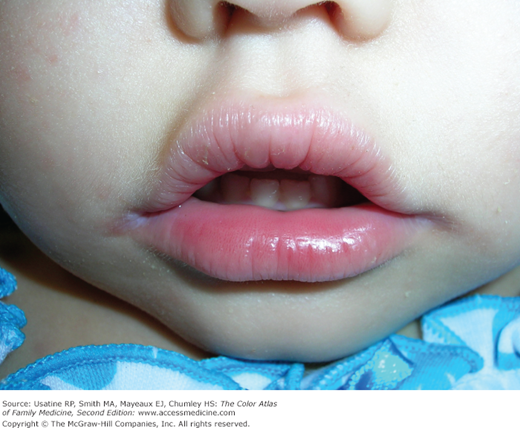 Source: Usatine RP, Smith MA, Mayeaux EJ, Chumley HS: The Color Atlas
of Family Medicine, Second Edition: www.accessmedicine.com
Copyright © The McGraw-Hill Companies, Inc. All rights reserved.